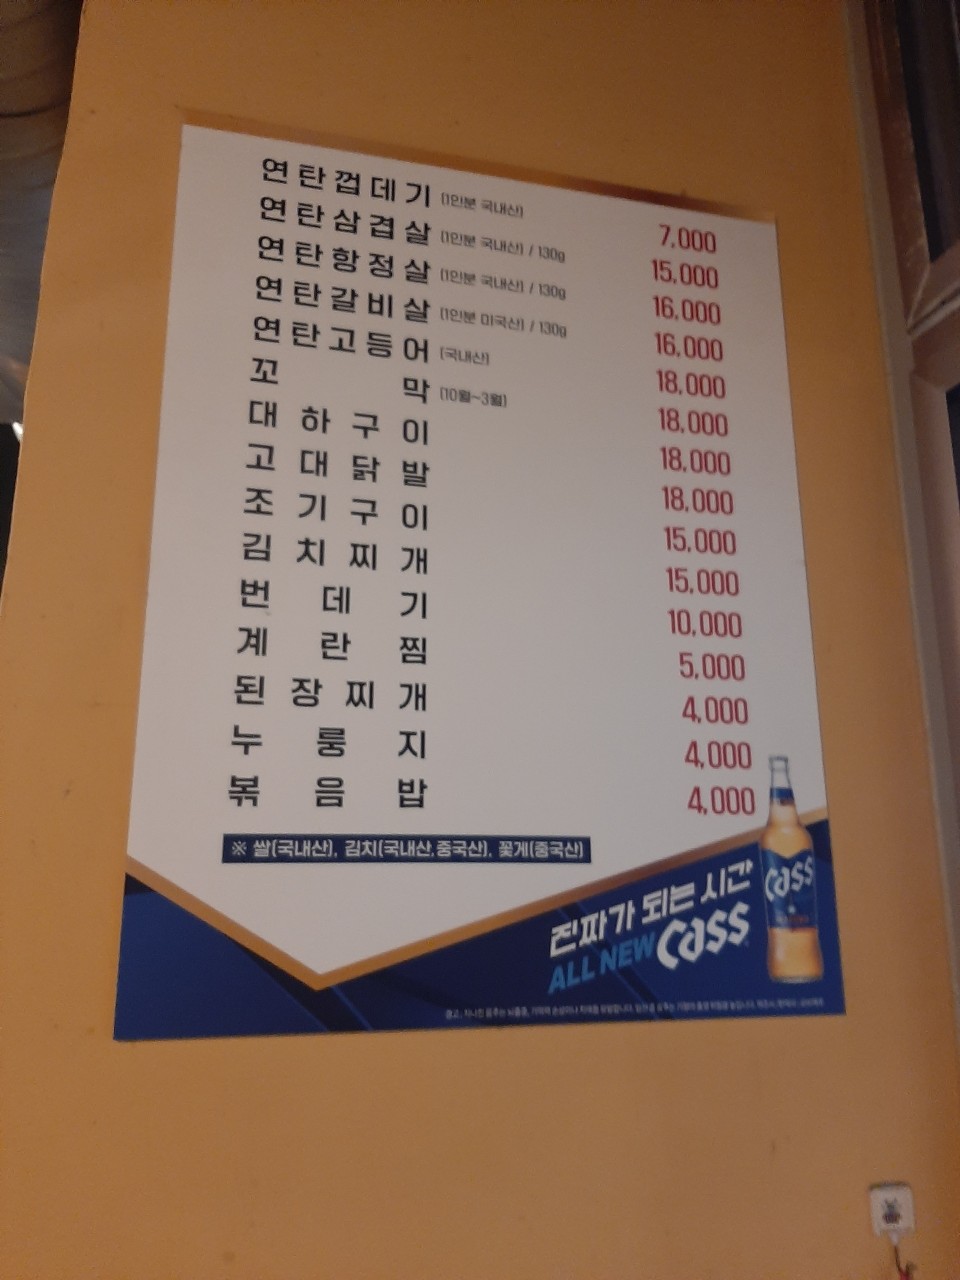 연탄껍데기 (1인분 국내산) 7,000
연탄삼겹살 (1인분 국내산) / 130g 15,000
연탄항정살 (1인분 국내산) / 130g 16,000
연탄갈비살 (1인분 미국산) / 130g 16,000
연탄고등어 (국내산) 18,000
꼬막 (10월~3월) 18,000
대하구이 18,000
고대닭발 18,000
조기구이 15,000
김치찌개 15,000
번데기 10,000
계란찜 5,000
된장찌개 4,000
누룽지 4,000
볶음밥 4,000
※ 쌀(국내산), 김치(국내산,중국산), 꽃게(중국산)
진짜가 되는 시간
ALL NEW Cass
Cass